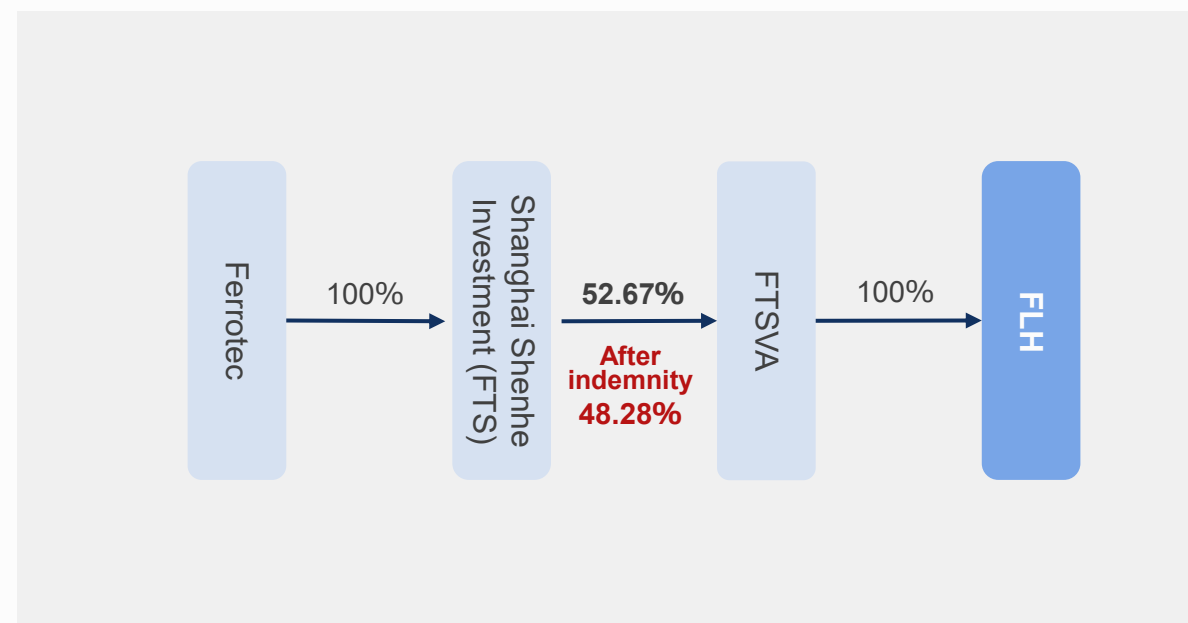 Ferrotec
100%
Shanghai Shenhe
Investment (FTS)
52.67%
After
indemnity
48.28%
FTSVA
100%
FLH